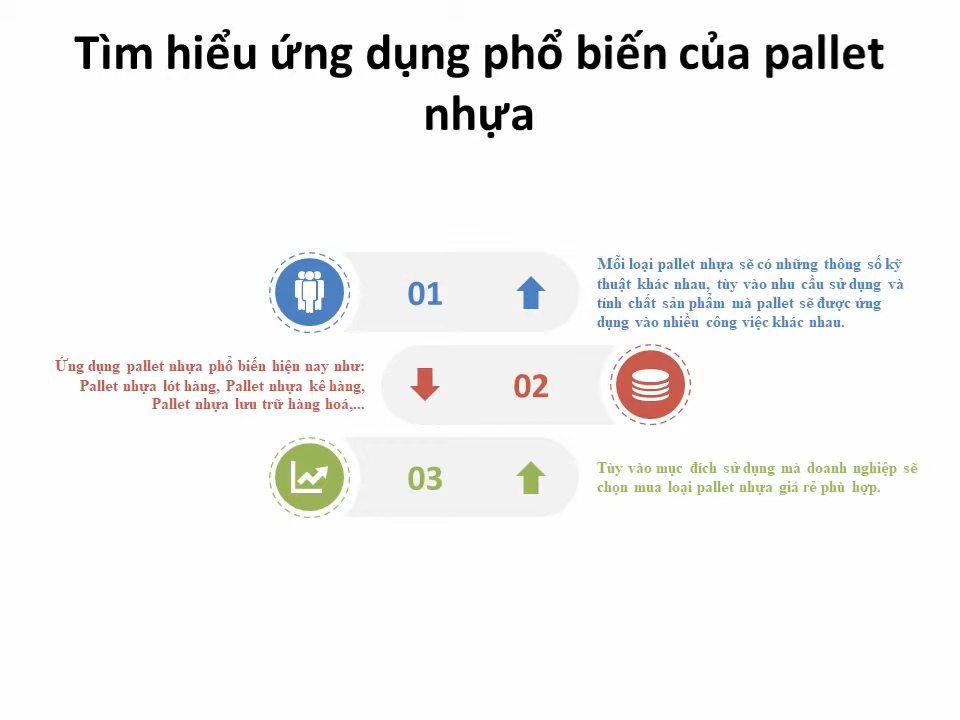 Tìm hiểu ứng dụng phổ biến của pallet
nhựa
01
Mỗi loại pallet nhựa sẽ có những thông số kỹ
thuật khác nhau, tùy vào nhu cầu sử dụng và
tính chất sản phẩm mà pallet sẽ được ứng
dụng vào nhiều công việc khác nhau.
Ứng dụng pallet nhựa phổ biến hiện nay như:
Pallet nhựa lót hàng, Pallet nhựa kê hàng,
Pallet nhựa lưu trữ hàng hoá,...
02
03
Tùy vào mục đích sử dụng mà doanh nghiệp sẽ
chọn mua loại pallet nhựa giá rẻ phù hợp.